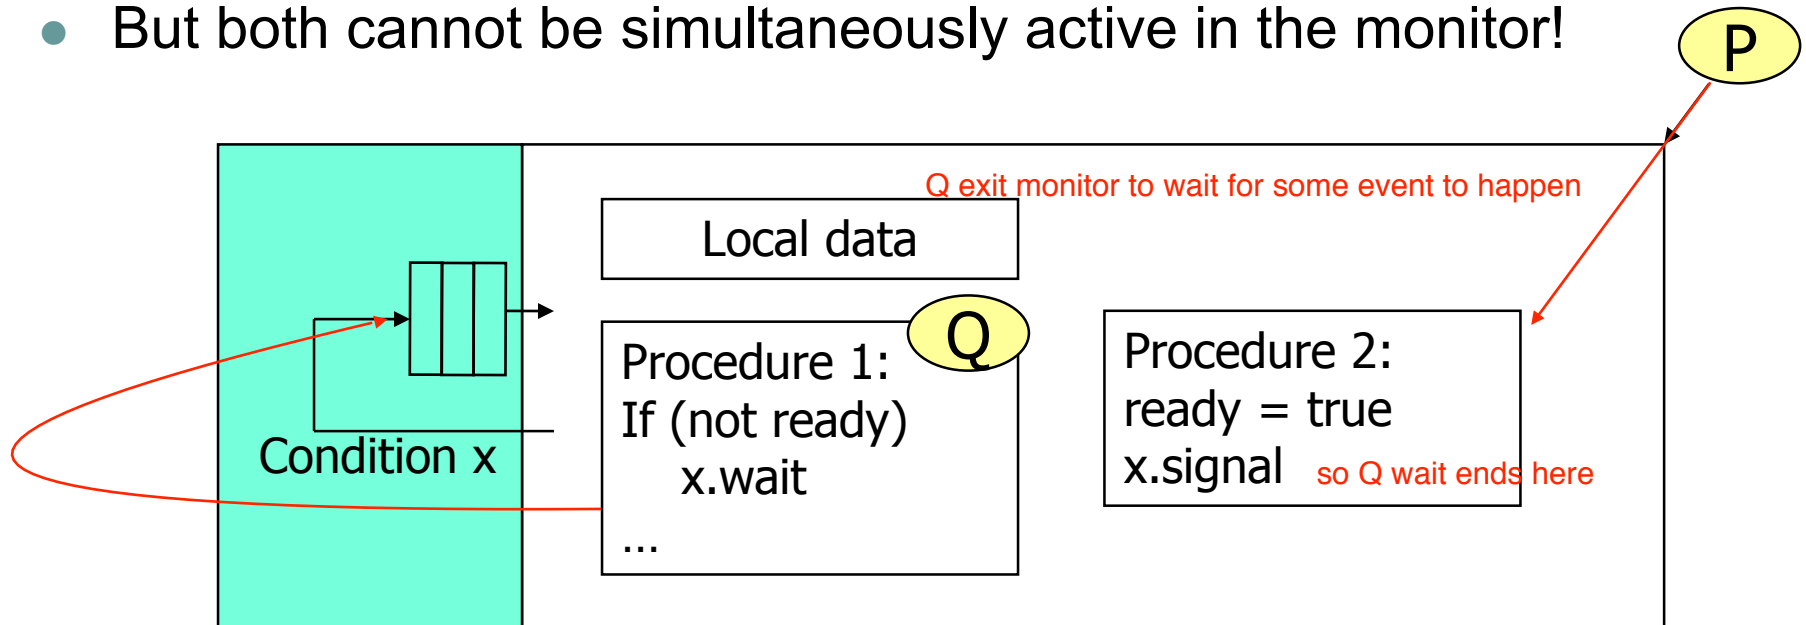 But both cannot be simultaneously active in the monitor!
P
Q exit monitor to wait for some event to happen
Local data
Q
Procedure 1:
If (not ready)
x.wait
...
Procedure 2:
ready = true
x.signal
so Q wait ends here
Condition x